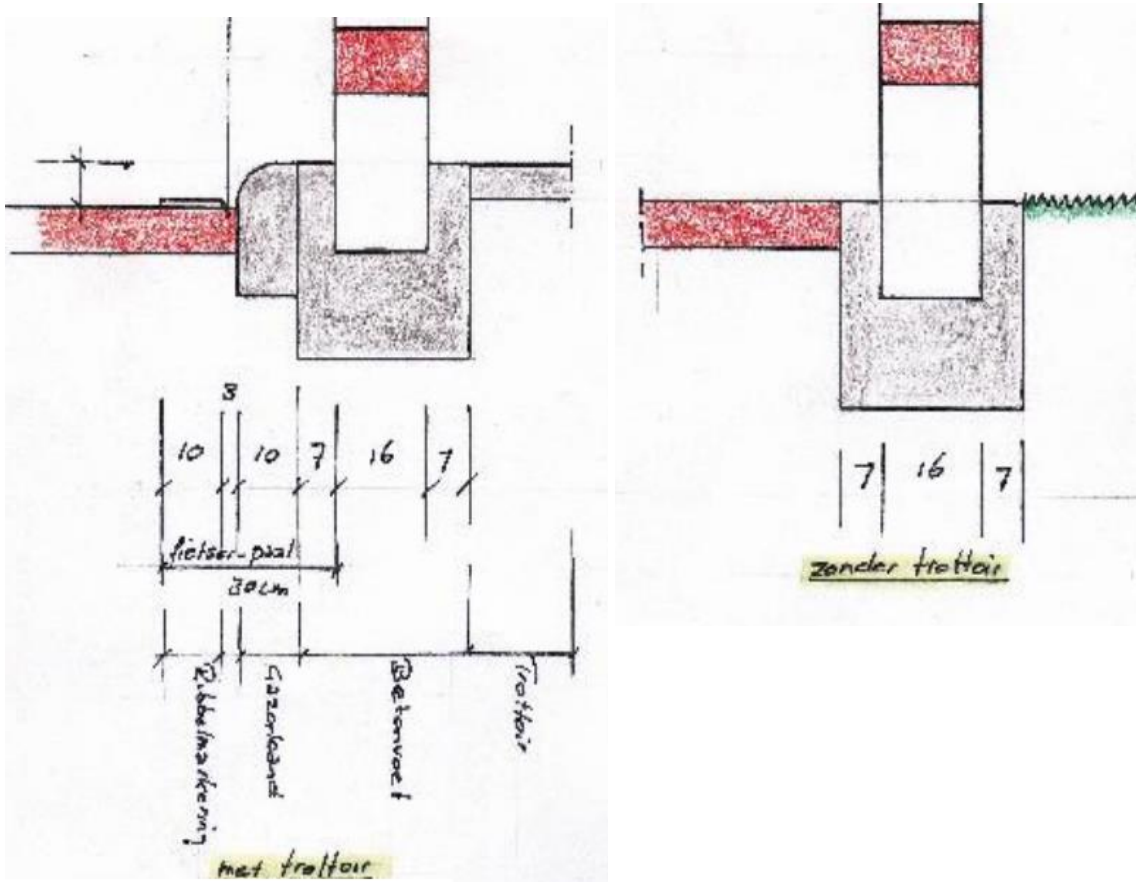 3
10 10 7 16 7
fietser-paal
30cm
Ribbelmarkering
Gazonband
Betonvoet
Trottoir
met trottoir
7 16 7
zonder trottoir